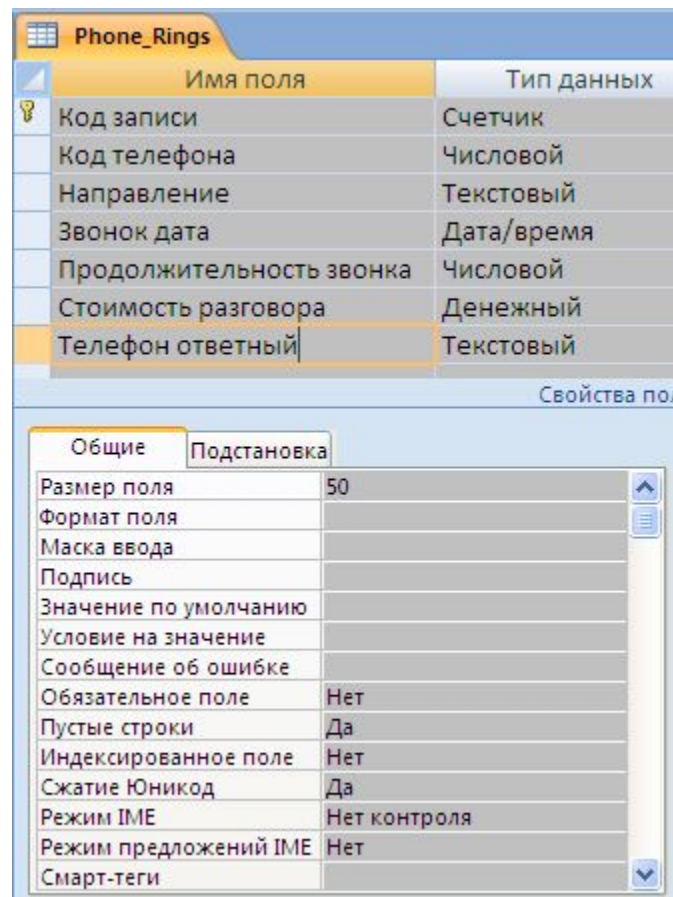 Phone_Rings
Имя поля Тип данных
Код записи Счетчик
Код телефона Числовой
Направление Текстовый
Звонок дата Дата/время
Продолжительность звонка Числовой
Стоимость разговора Денежный
Телефон ответный Текстовый
Свойства по
Общие Подстановка
Размер поля 50
Формат поля
Маска ввода
Подпись
Значение по умолчанию
Условие на значение
Сообщение об ошибке
Обязательное поле Нет
Пустые строки Да
Индексированное поле Нет
Сжатие Юникод Да
Режим IME Нет контроля
Режим предложений IME Нет
Смарт-теги